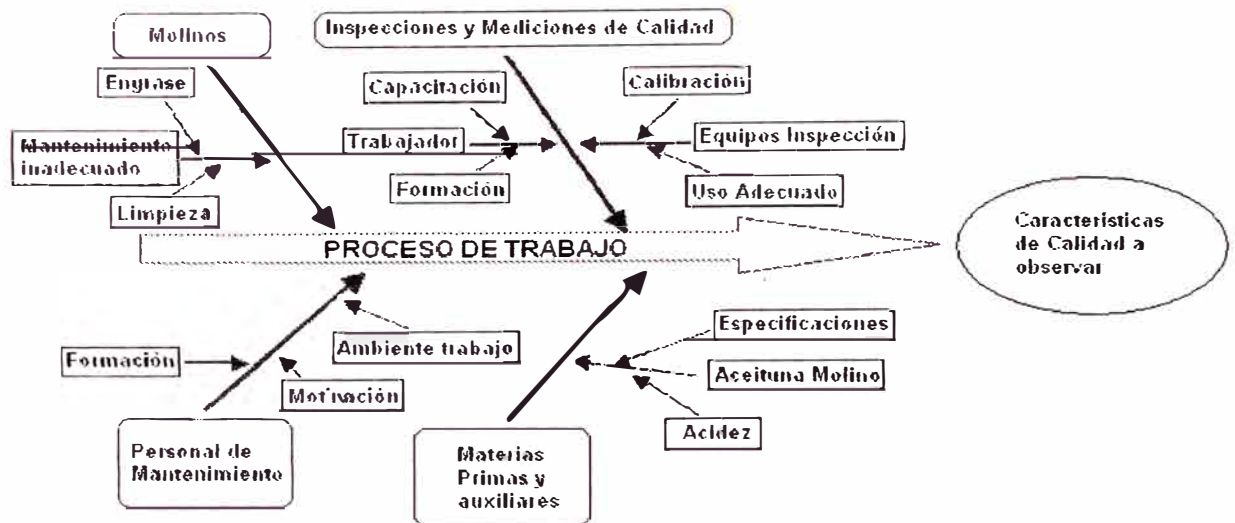 Molinos
Inspecciones y Mediciones de Calidad
Engrase
Capacitación
Calibración
Mantenimiento
inadecuado
Trabajador
Equipos Inspección
Limpieza
Formación
Uso Adecuado
PROCESO DE TRABAJO
Características
de Calidad a
observar
Formación
Ambiente trabajo
Motivación
Especificaciones
Aceituna Molino
Acidez
Personal de
Mantenimiento
Materias
Primas y
auxiliares